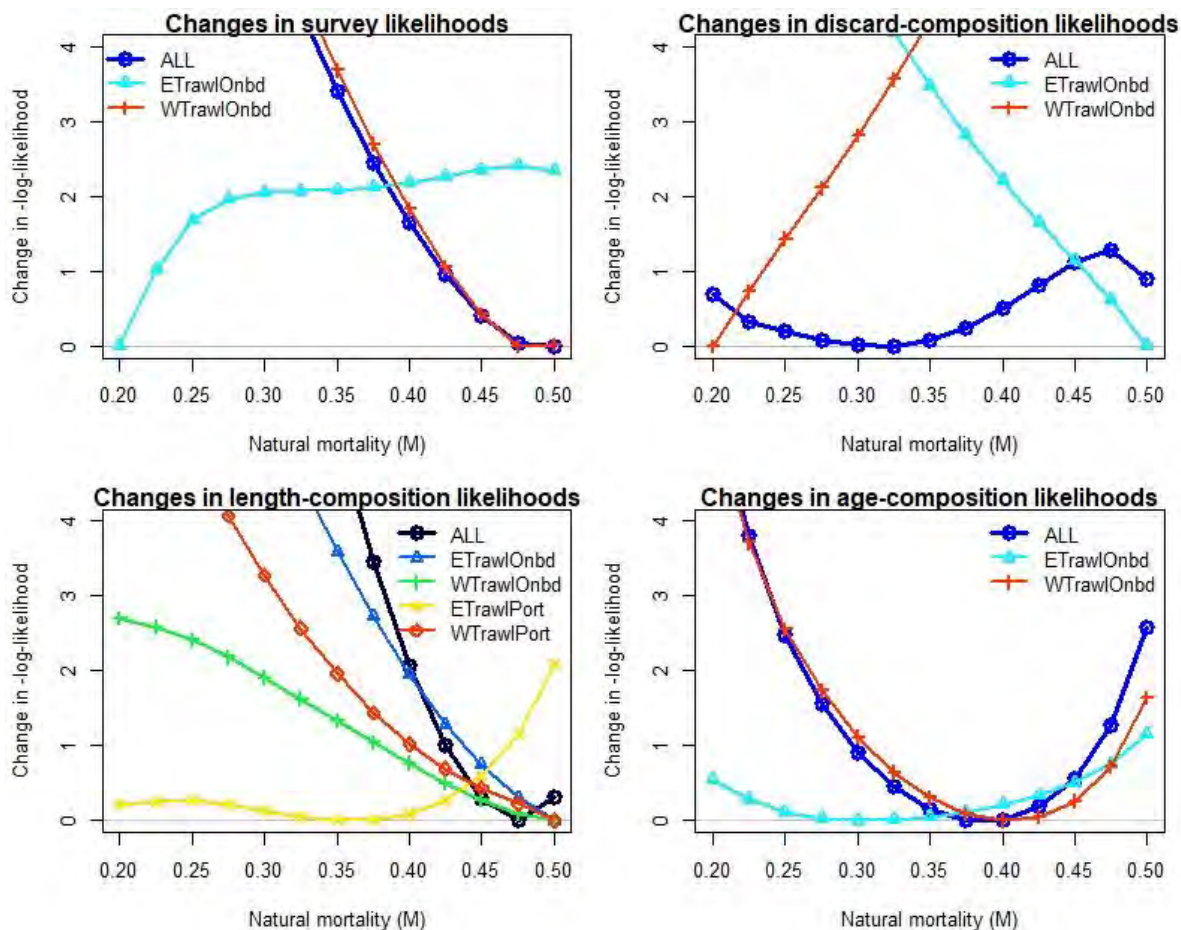 Changes in survey likelihoods
4
3
2
1
0
Change in -log-likelihood
ALL
ETrawlOnbd
WTrawlOnbd
0.20 0.25 0.30 0.35 0.40 0.45 0.50
Natural mortality (M)
Changes in discard-composition likelihoods
4
3
2
1
0
Change in -log-likelihood
ALL
ETrawlOnbd
WTrawlOnbd
0.20 0.25 0.30 0.35 0.40 0.45 0.50
Natural mortality (M)
Changes in length-composition likelihoods
4
3
2
1
0
Change in -log-likelihood
ALL
ETrawlOnbd
WTrawlOnbd
ETrawlPort
WTrawlPort
0.20 0.25 0.30 0.35 0.40 0.45 0.50
Natural mortality (M)
Changes in age-composition likelihoods
4
3
2
1
0
Change in -log-likelihood
ALL
ETrawlOnbd
WTrawlOnbd
0.20 0.25 0.30 0.35 0.40 0.45 0.50
Natural mortality (M)